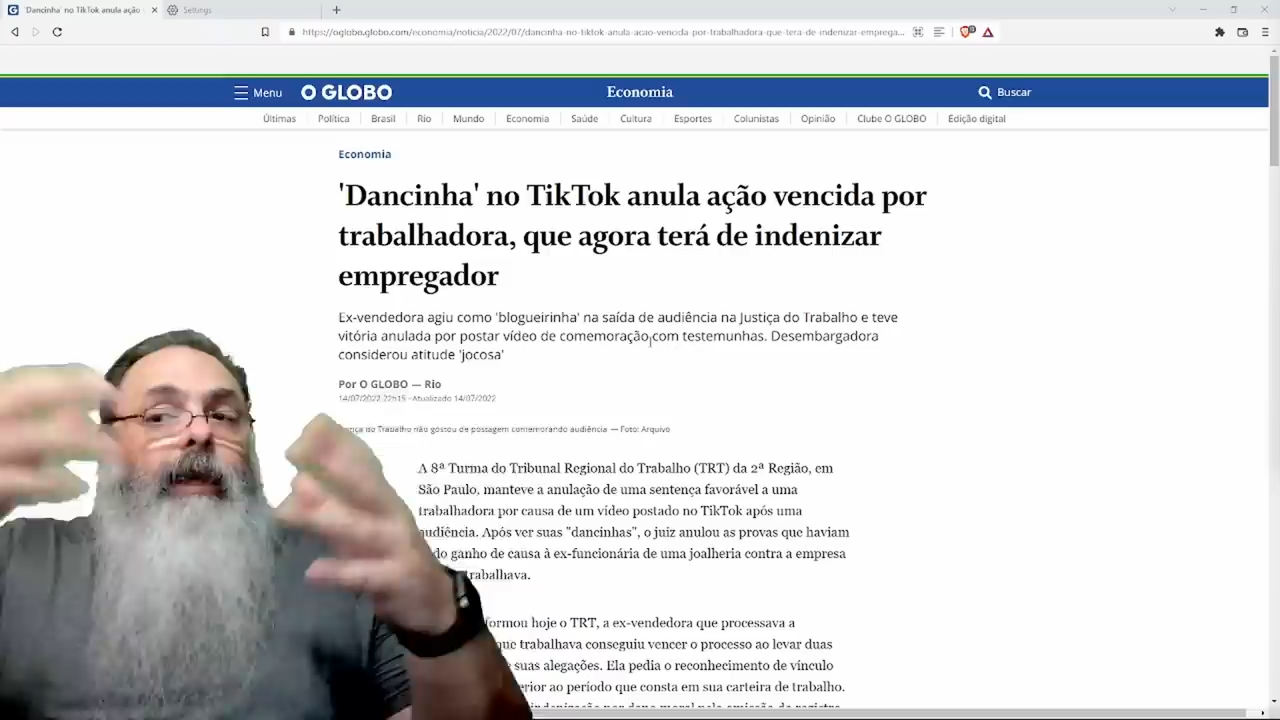 'Dancinha' no TikTok anula ação
Settings
https://oglobo.globo.com/economia/noticia/2022/07/dancinha-no-tiktok-anula-acao-vencida-por-trabalhadora-que-tera-de-indenizar-emprega...
Menu O GLOBO Economia Buscar
Últimas Política Brasil Rio Mundo Economia Saúde Cultura Esportes Colunistas Opinião Clube O GLOBO Edição digital
Economia
'Dancinha' no TikTok anula ação vencida por
trabalhadora, que agora terá de indenizar
empregador
Ex-vendedora agiu como 'blogueirinha' na saída de audiência na Justiça do Trabalho e teve
vitória anulada por postar vídeo de comemoração com testemunhas. Desembargadora
considerou atitude 'jocosa'
Por O GLOBO — Rio
14/07/2022 22h15 · Atualizado 14/07/2022
no Trabalho não gostou de postagem comemorando audiência — Foto: Arquivo
A 8ª Turma do Tribunal Regional do Trabalho (TRT) da 2ª Região, em
São Paulo, manteve a anulação de uma sentença favorável a uma
trabalhadora por causa de um vídeo postado no TikTok após uma
audiência. Após ver suas "dancinhas", o juiz anulou as provas que haviam
do ganho de causa à ex-funcionária de uma joalheria contra a empresa
trabalhava.
formou hoje o TRT, a ex-vendedora que processava a
que trabalhava conseguiu vencer o processo ao levar duas
suas alegações. Ela pedia o reconhecimento de vínculo
erior ao período que consta em sua carteira de trabalho.